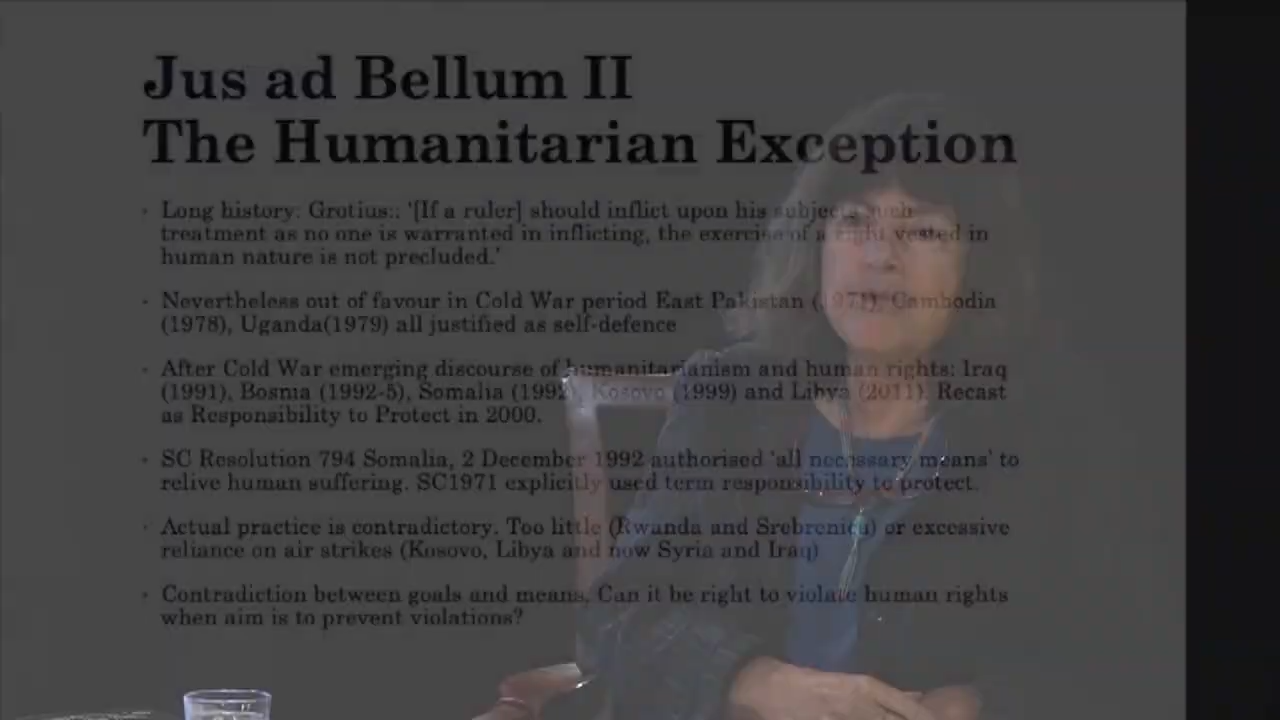 Jus ad Bellum II
The Humanitarian Exception
· Long history: Grotius:: '[If a ruler] should inflict upon his subjects such
treatment as no one is warranted in inflicting, the exercise of a right vested in
human nature is not precluded.'
· Nevertheless out of favour in Cold War period East Pakistan (1971), Cambodia
(1978), Uganda(1979) all justified as self-defence
· After Cold War emerging discourse of humanitarianism and human rights: Iraq
(1991), Bosnia (1992-5), Somalia (1992), Kosovo (1999) and Libya (2011). Recast
as Responsibility to Protect in 2000.
· SC Resolution 794 Somalia, 2 December 1992 authorised 'all necessary means' to
relive human suffering. SC1971 explicitly used term responsibility to protect.
· Actual practice is contradictory. Too little (Rwanda and Srebrenica) or excessive
reliance on air strikes (Kosovo, Libya and now Syria and Iraq)
· Contradiction between goals and means. Can it be right to violate human rights
when aim is to prevent violations?